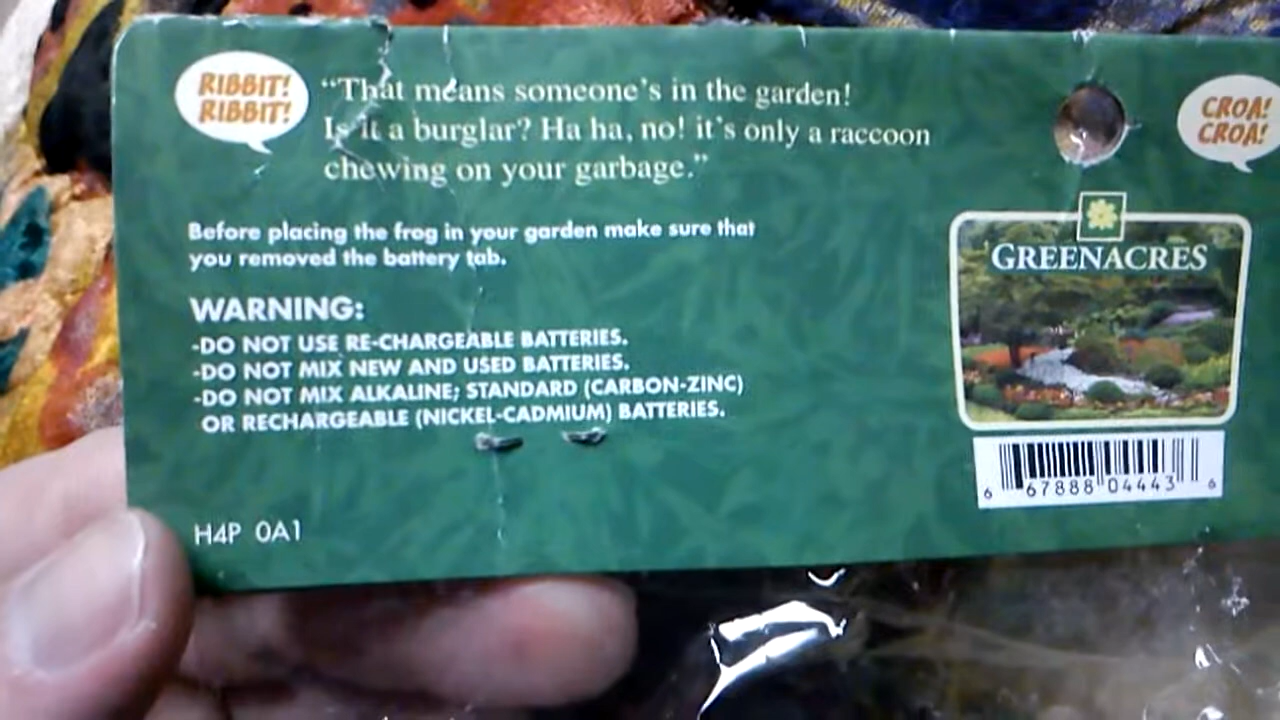 RIBBIT!
RIBBIT!
“That means someone’s in the garden!
Is it a burglar? Ha ha, no! it’s only a raccoon
chewing on your garbage.”
Before placing the frog in your garden make sure that
you removed the battery tab.
WARNING:
-DO NOT USE RE-CHARGEABLE BATTERIES.
-DO NOT MIX NEW AND USED BATTERIES.
-DO NOT MIX ALKALINE; STANDARD (CARBON-ZINC)
OR RECHARGEABLE (NICKEL-CADMIUM) BATTERIES.
H4P 0A1
CROA!
CROA!
GREENACRES
6 67888 04443 6